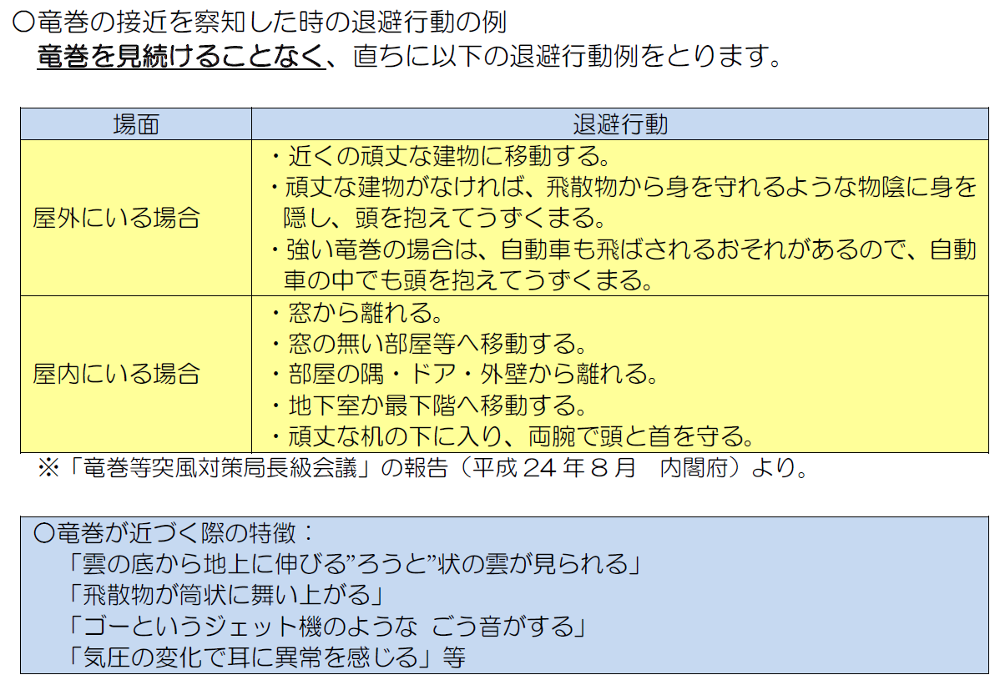 〇竜巻の接近を察知した時の退避行動の例
竜巻を見続けることなく、直ちに以下の退避行動例をとります。
場面 退避行動
屋外にいる場合
・近くの頑丈な建物に移動する。
・頑丈な建物がなければ、飛散物から身を守れるような物陰に身を
隠し、頭を抱えてうずくまる。
・強い竜巻の場合は、自動車も飛ばされるおそれがあるので、自動
車の中でも頭を抱えてうずくまる。
屋内にいる場合
・窓から離れる。
・窓の無い部屋等へ移動する。
・部屋の隅・ドア・外壁から離れる。
・地下室か最下階へ移動する。
・頑丈な机の下に入り、両腕で頭と首を守る。
※「竜巻等突風対策局長級会議」の報告（平成 24 年 8 月　内閣府）より。
〇竜巻が近づく際の特徴：
「雲の底から地上に伸びる”ろうと”状の雲が見られる」
「飛散物が筒状に舞い上がる」
「ゴーというジェット機のような ごう音がする」
「気圧の変化で耳に異常を感じる」等